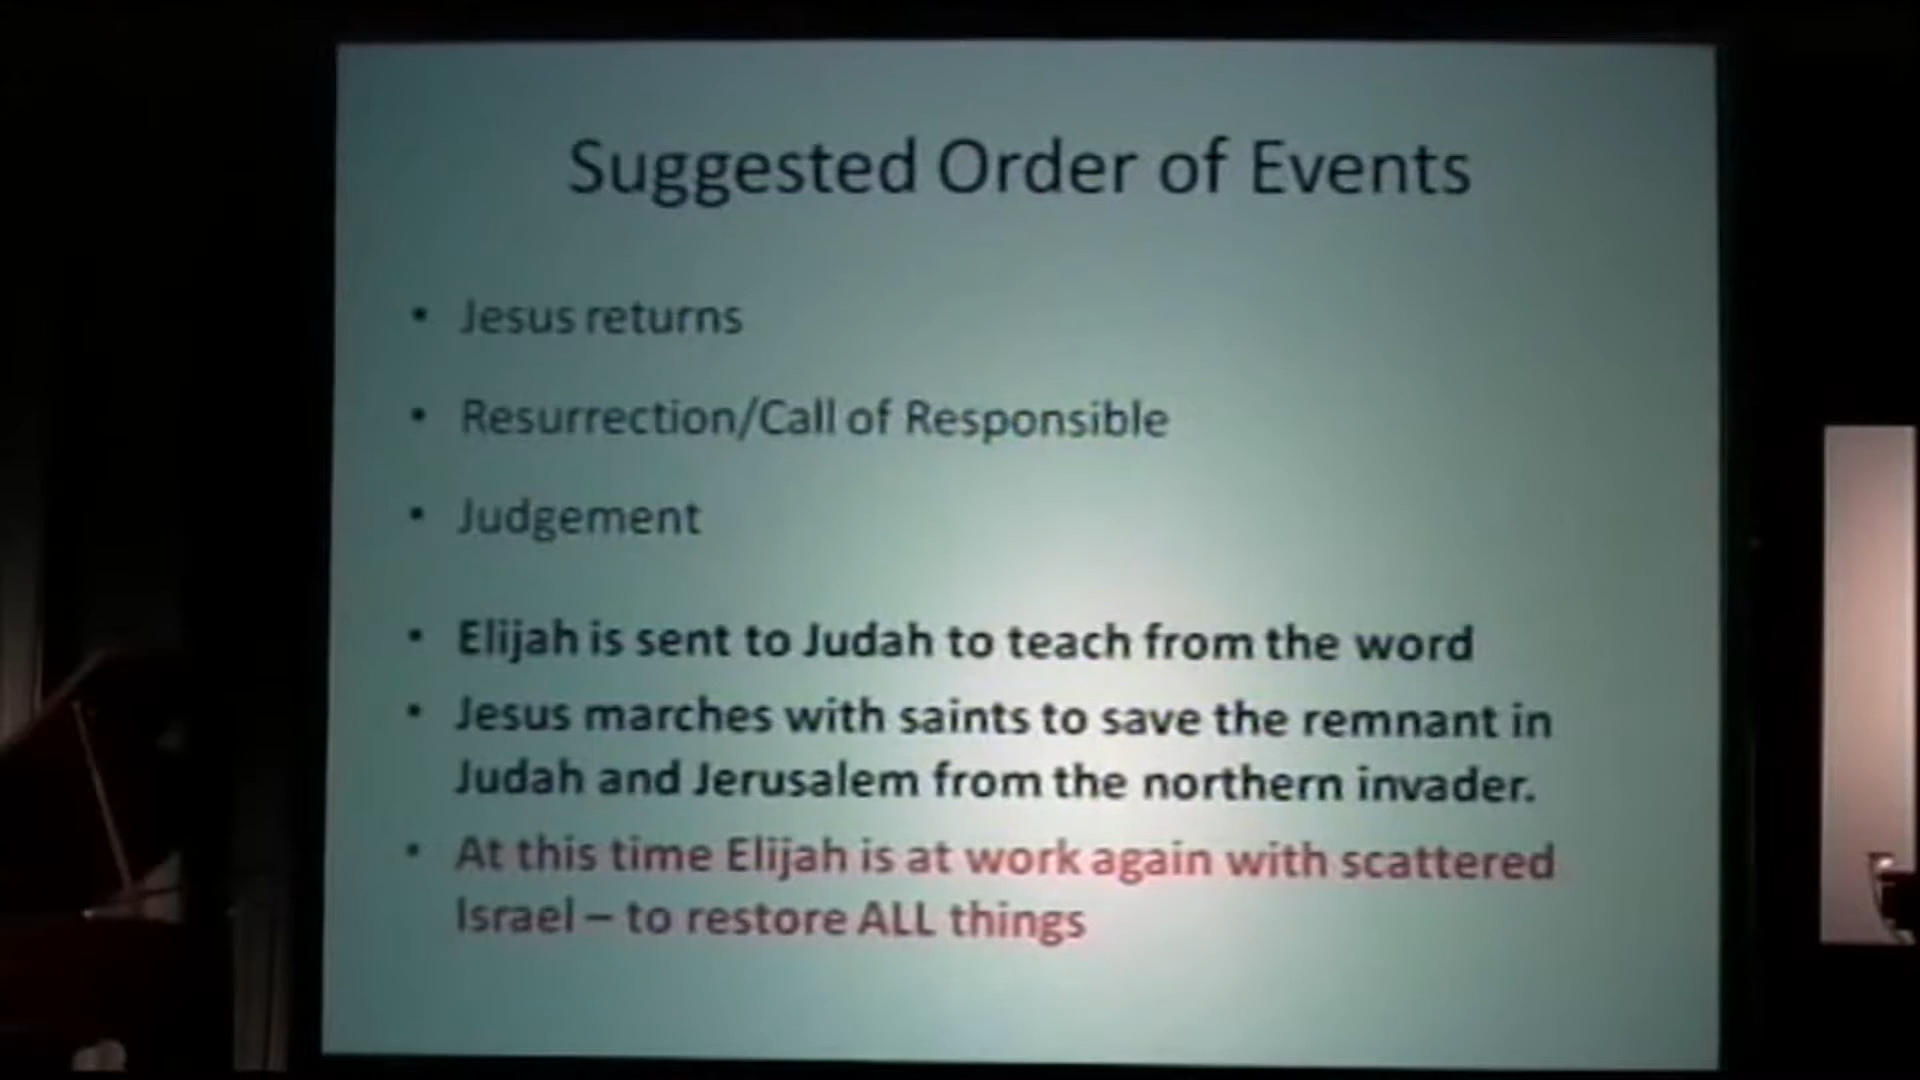 Suggested Order of Events
• Jesus returns
• Resurrection/Call of Responsible
• Judgement
• Elijah is sent to Judah to teach from the word
• Jesus marches with saints to save the remnant in
Judah and Jerusalem from the northern invader.
• At this time Elijah is at work again with scattered
Israel – to restore ALL things